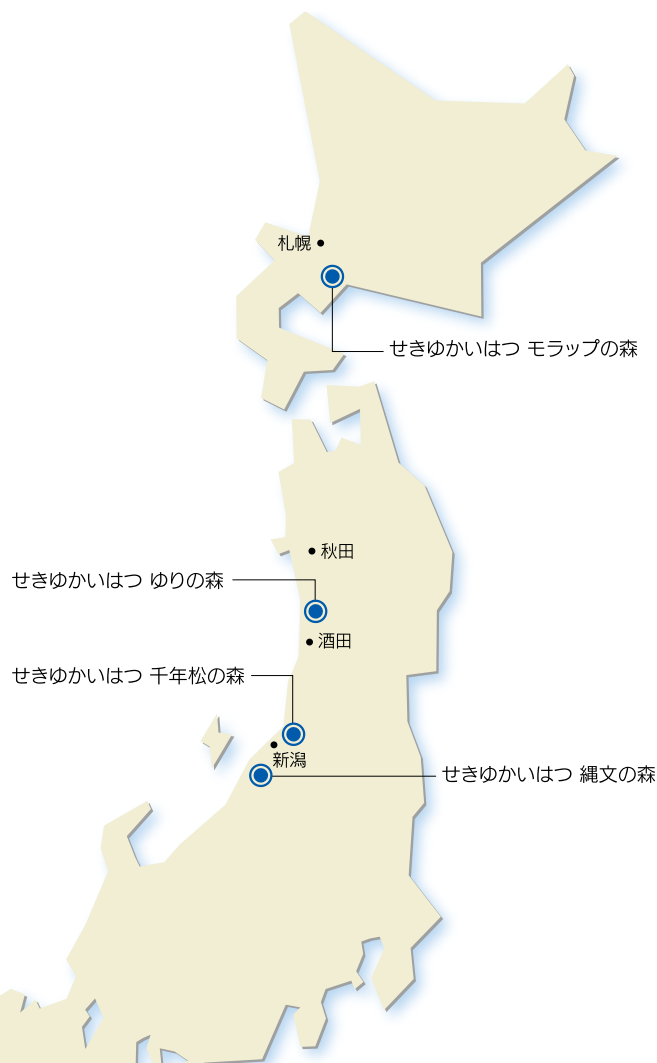 札幌
せきゆかいはつ モラップの森
秋田
せきゆかいはつ ゆりの森
酒田
せきゆかいはつ 千年松の森
新潟
せきゆかいはつ 縄文の森